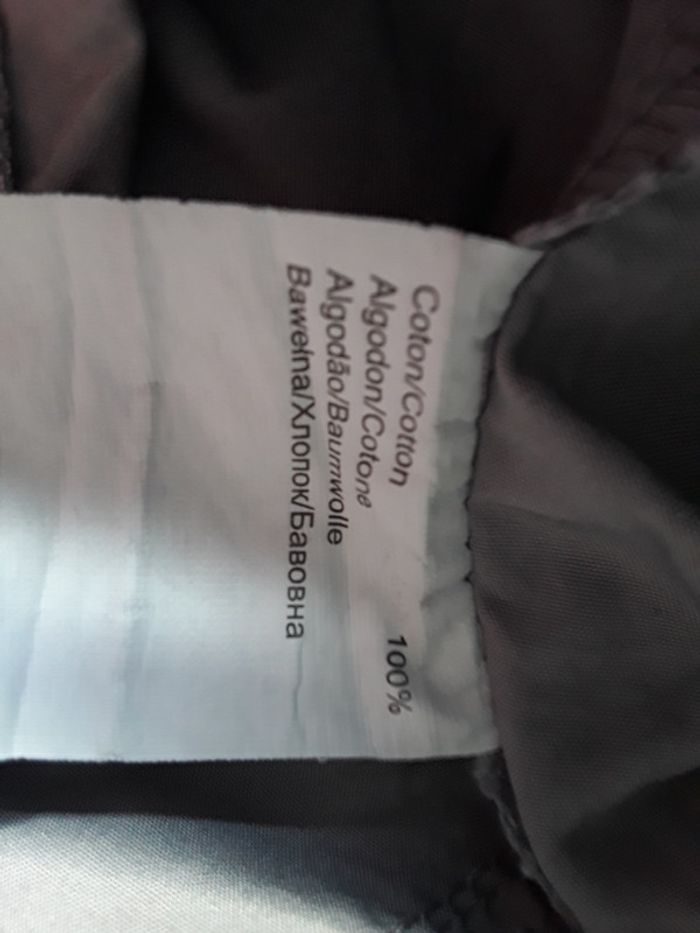 Coton/Cotton
Algodon/Cotone 100%
Algodão/Baumwolle
Bawełna/Хлопок/Бавовна